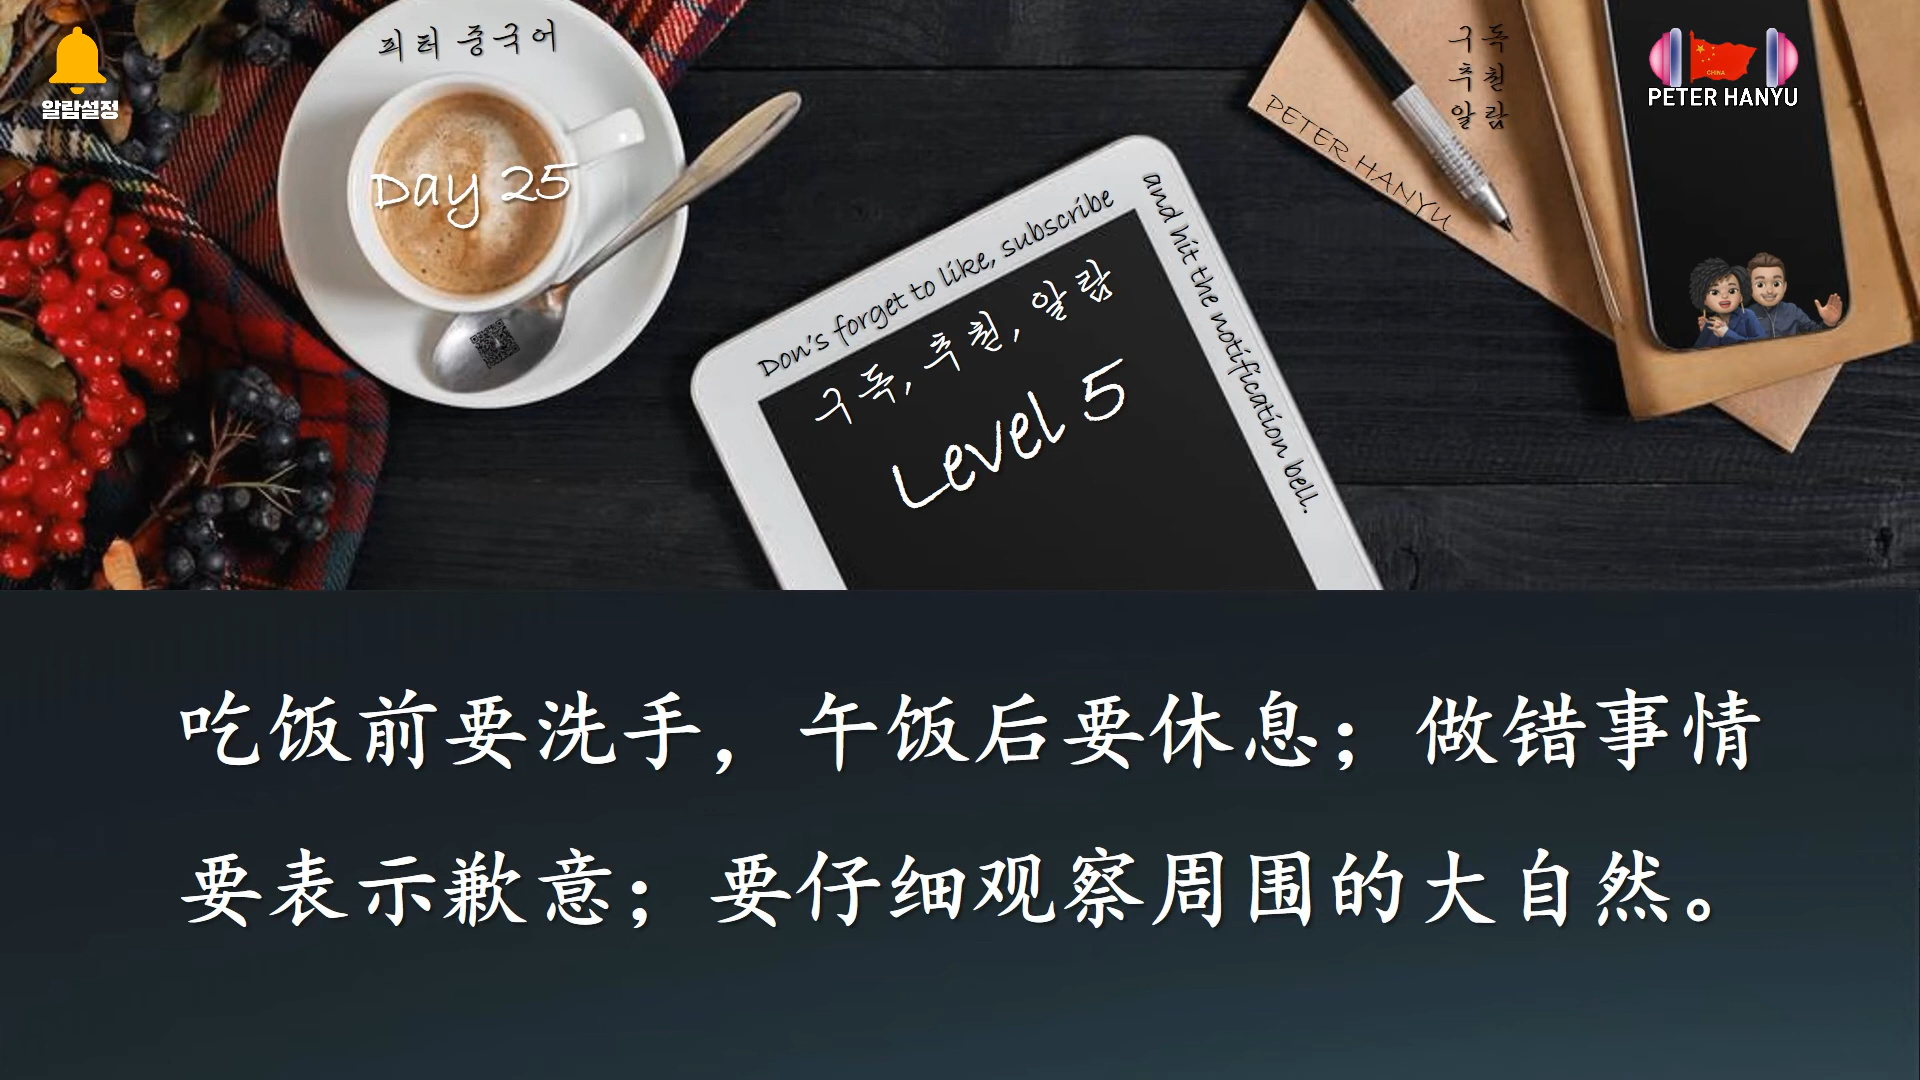 알람설정
피터 중국어
Day 25
Don's forget to like, subscribe
and hit the notification bell.
구독, 추천, 알람
Level 5
PETER HANYU
구독
추천
알람
CHINA
PETER HANYU
吃饭前要洗手，午饭后要休息；做错事情
要表示歉意；要仔细观察周围的大自然。